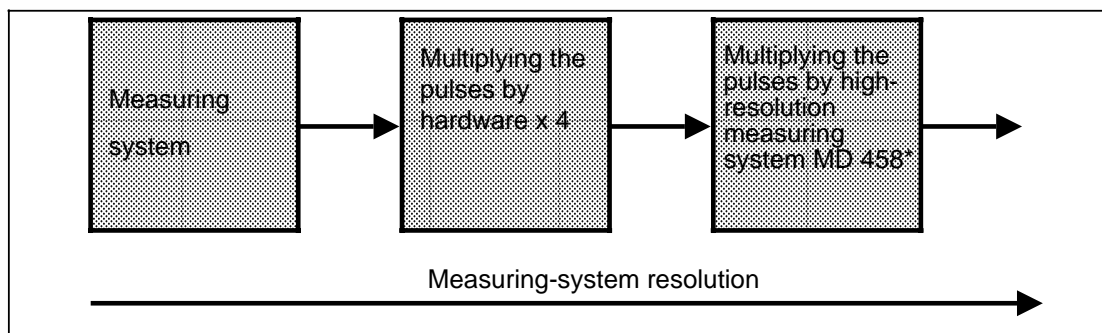 Measuring
system
Multiplying the
pulses by
hardware x 4
Multiplying the
pulses by high-
resolution
measuring
system MD 458*
Measuring-system resolution